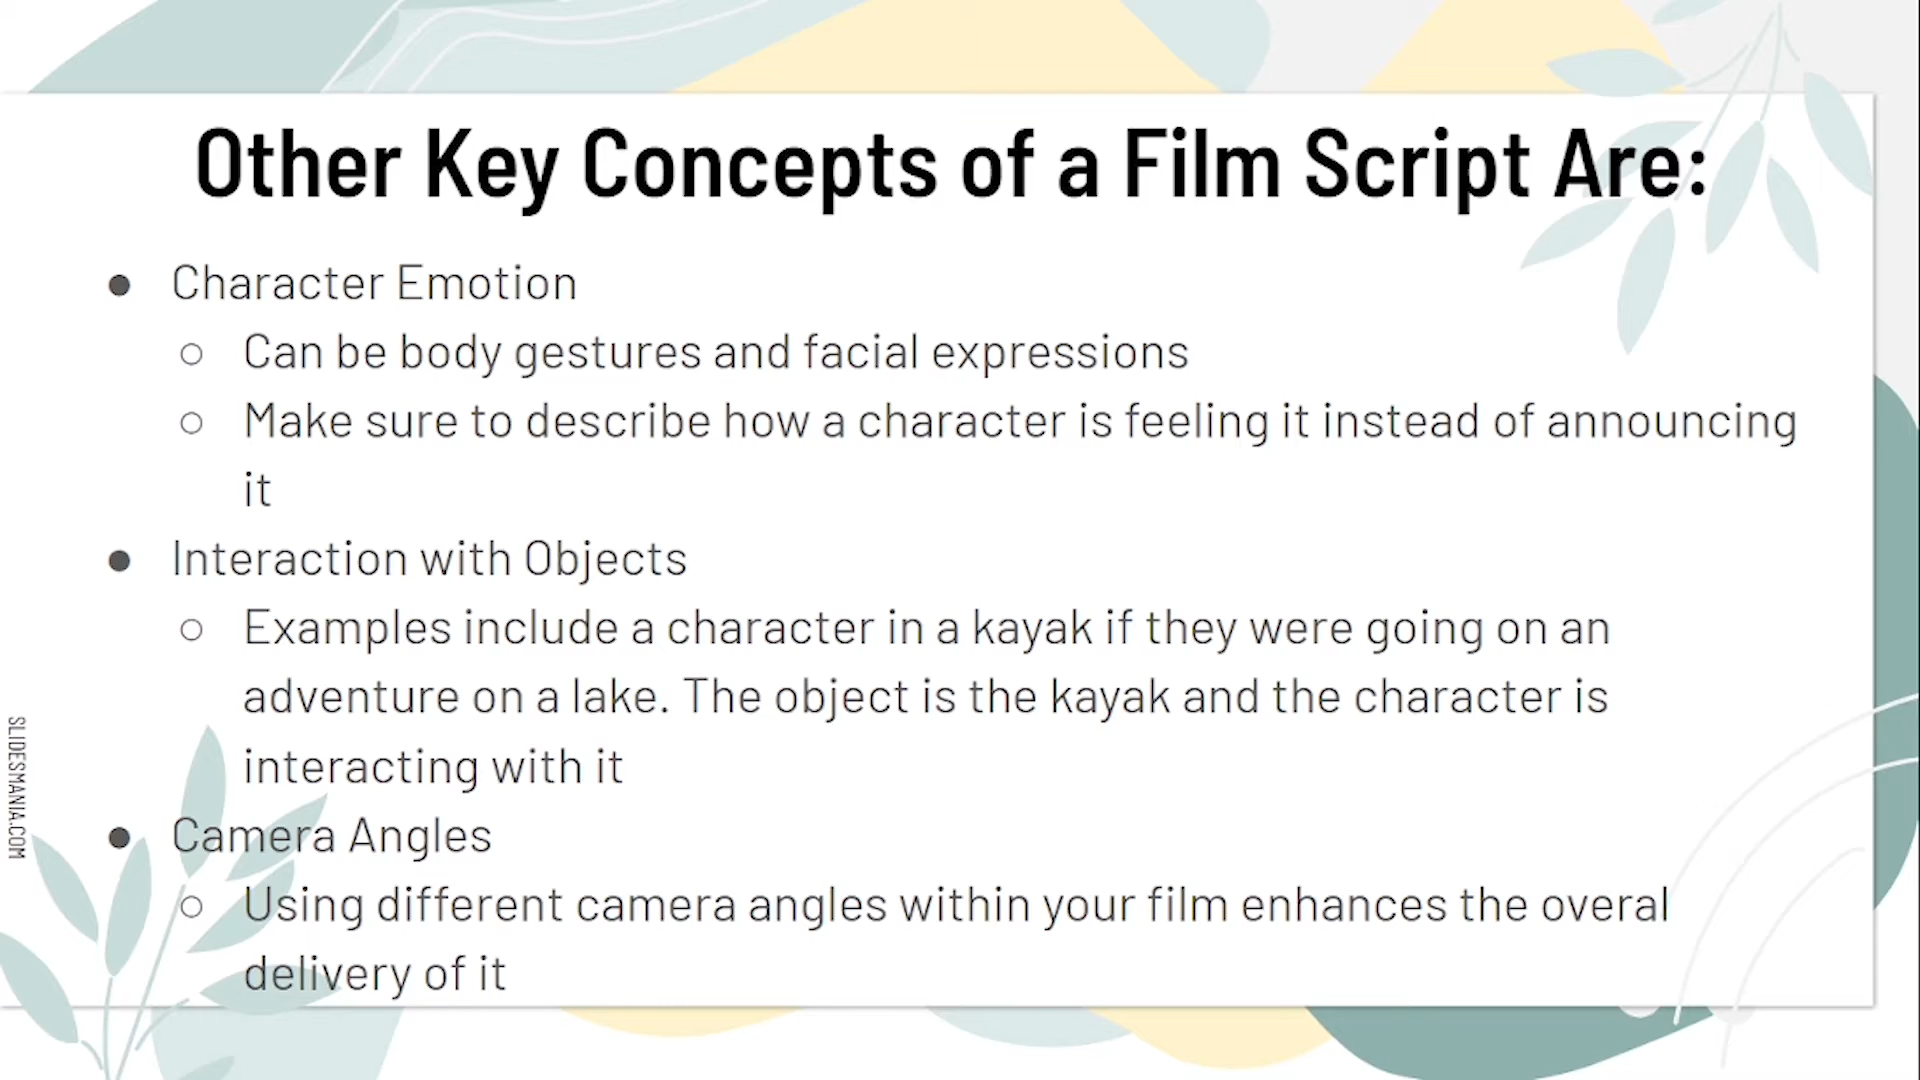 Other Key Concepts of a Film Script Are:
● Character Emotion
○ Can be body gestures and facial expressions
○ Make sure to describe how a character is feeling it instead of announcing
it
● Interaction with Objects
○ Examples include a character in a kayak if they were going on an
adventure on a lake. The object is the kayak and the character is
interacting with it
● Camera Angles
○ Using different camera angles within your film enhances the overal
delivery of it
SLIDESMANIA.COM